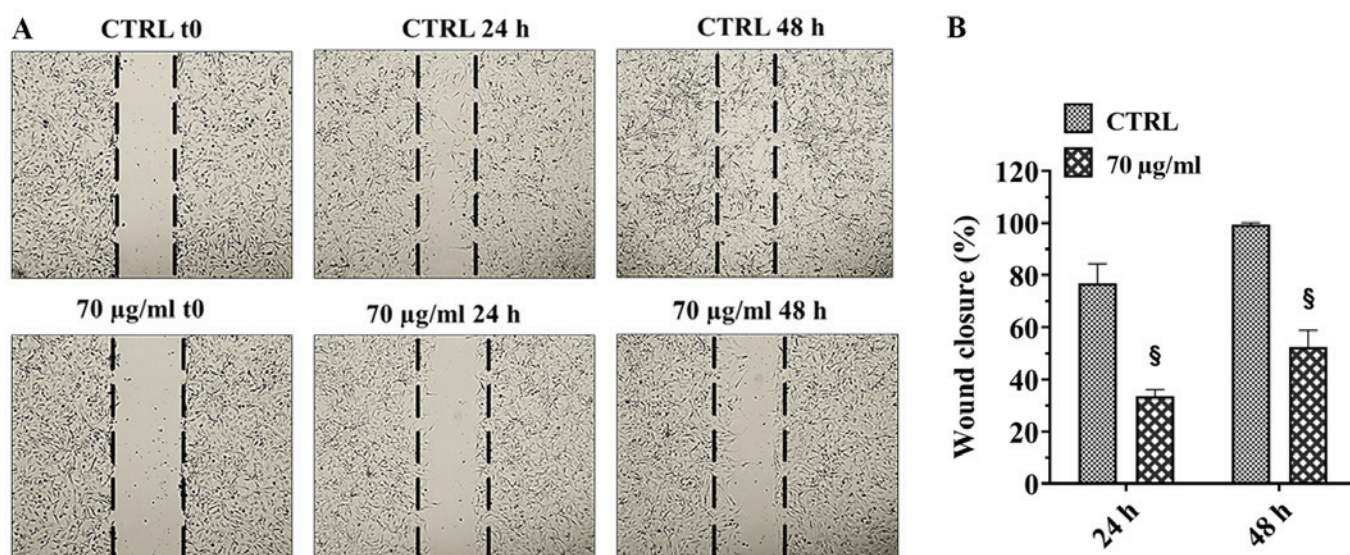 A
CTRL t0
CTRL 24 h
CTRL 48 h
70 µg/ml t0
70 µg/ml 24 h
70 µg/ml 48 h
B
CTRL
70 µg/ml
Wound closure (%)
120
100
80
60
40
20
0
§
§
24 h
48 h